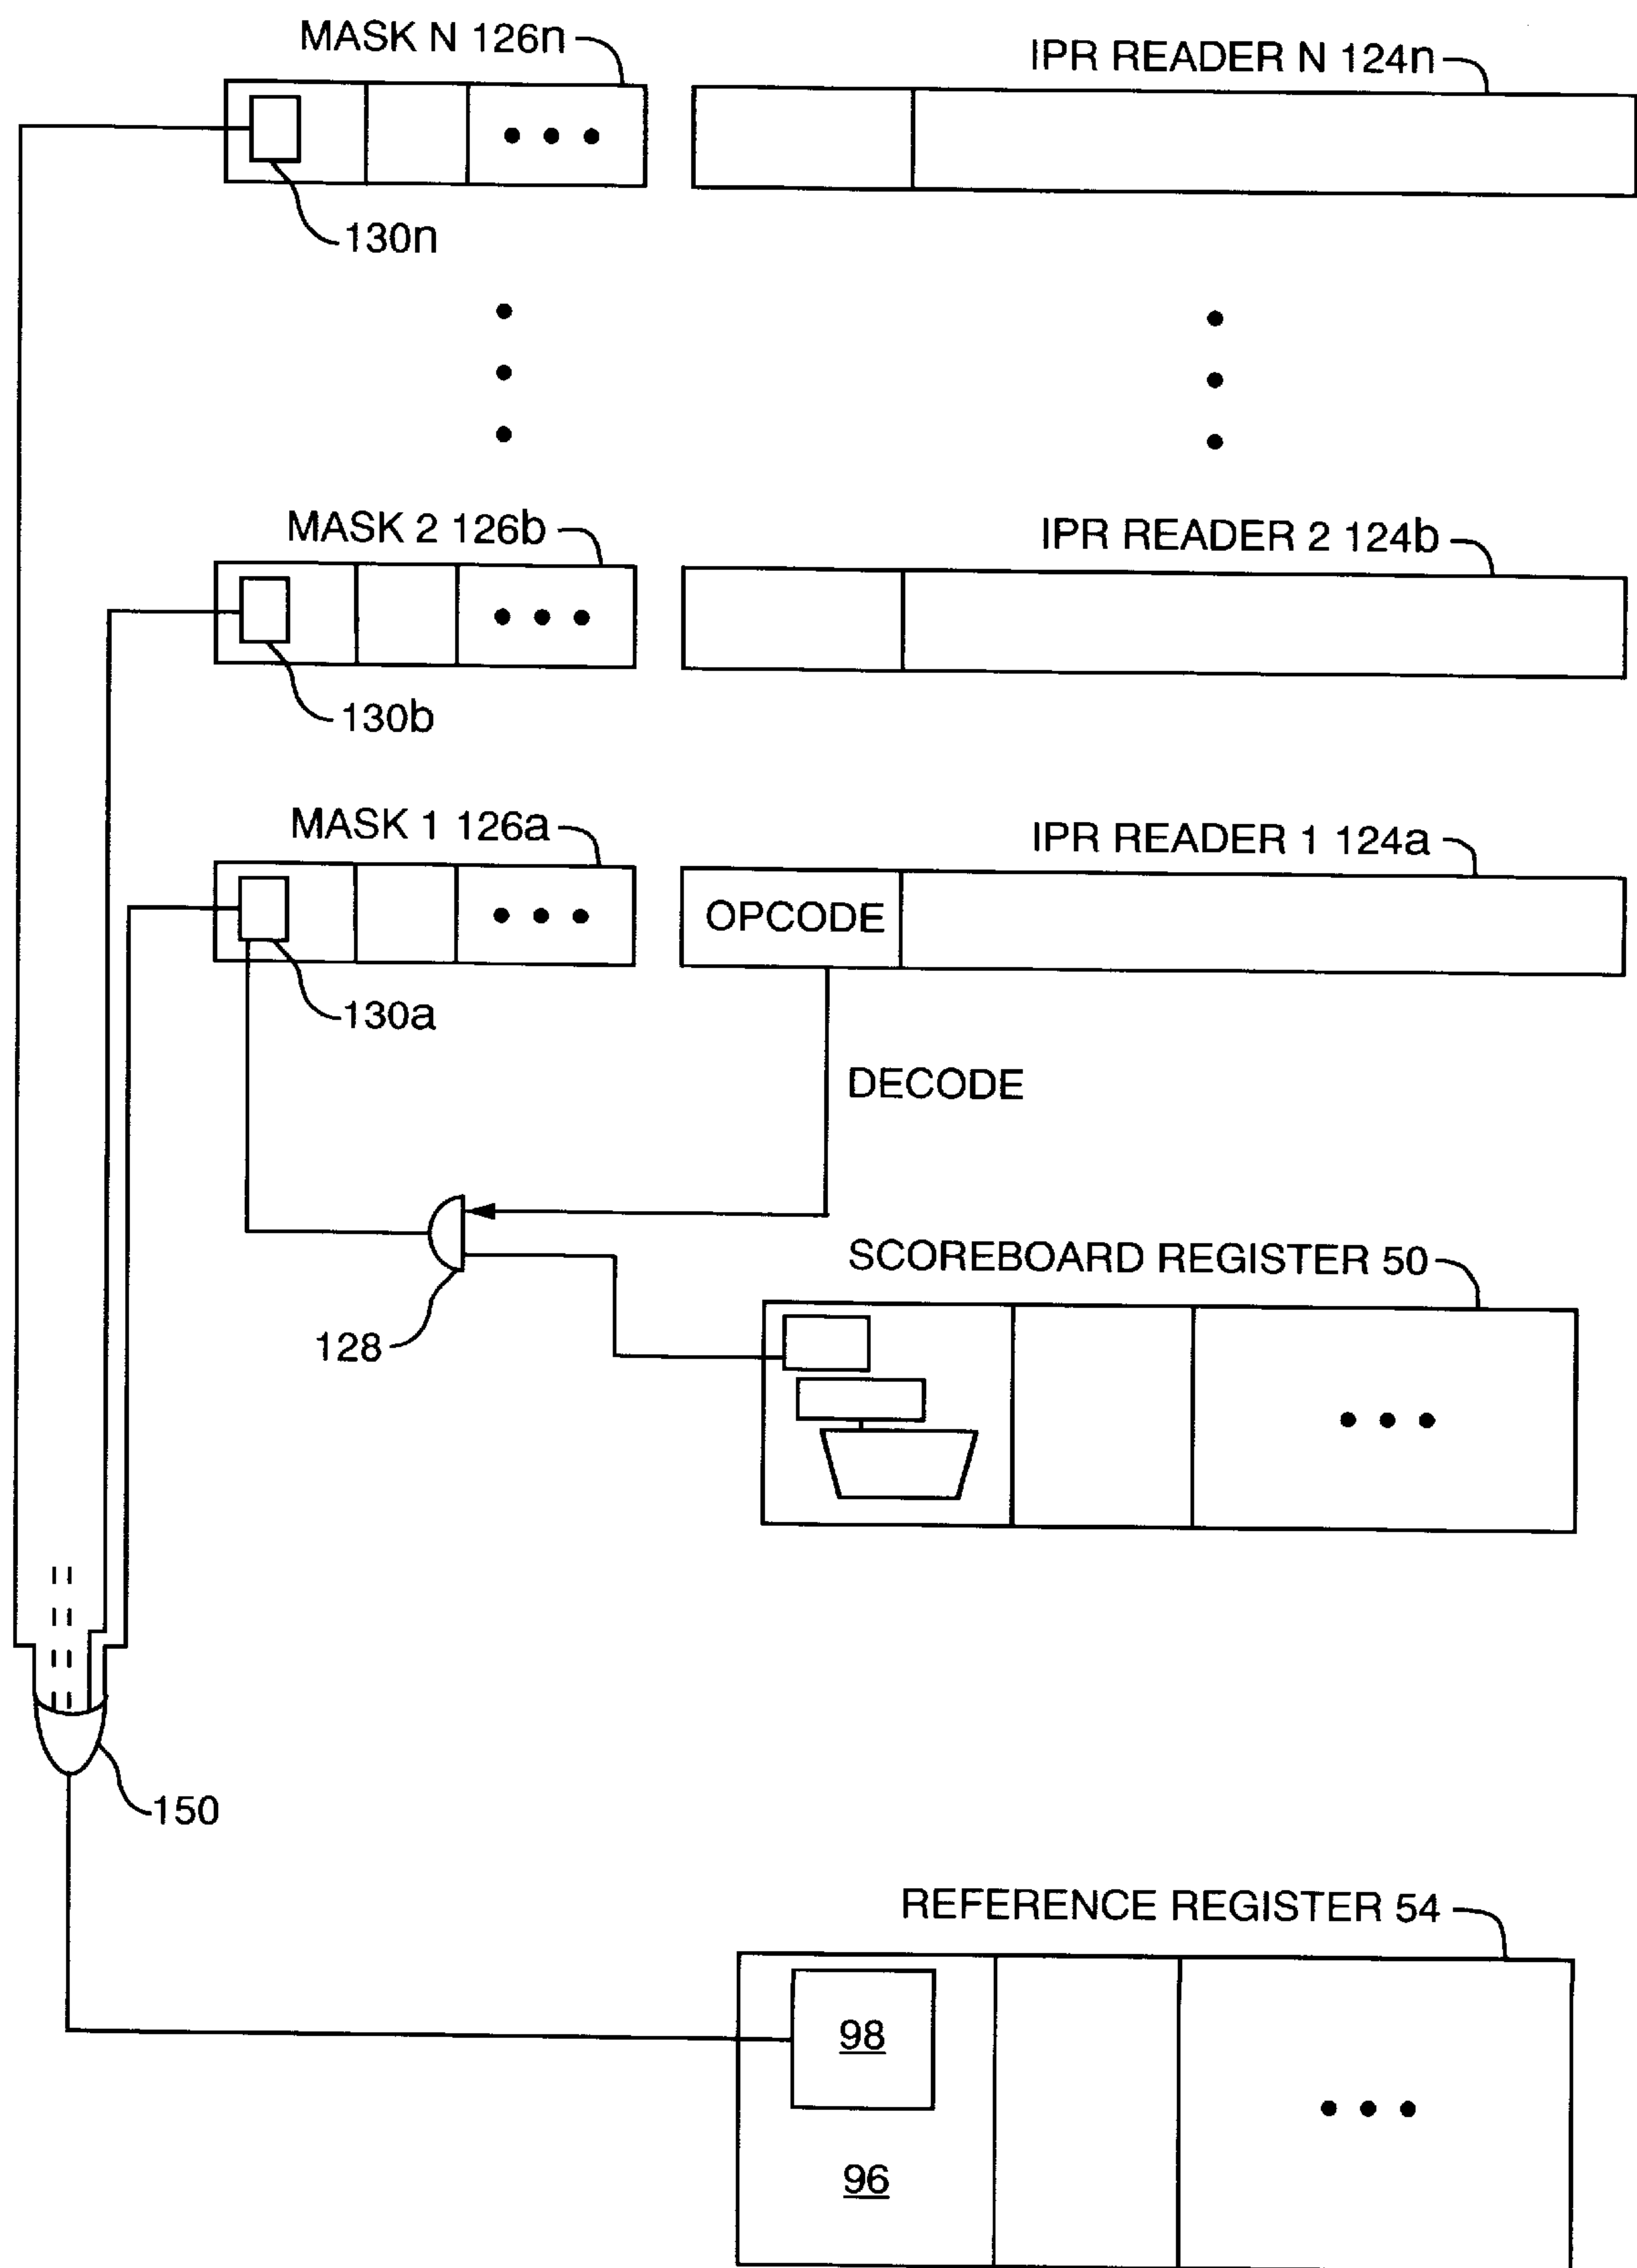 MASK N 126n
IPR READER N 124n
130n
MASK 2 126b
IPR READER 2 124b
130b
MASK 1 126a
IPR READER 1 124a
OPCODE
130a
DECODE
SCOREBOARD REGISTER 50
128
150
REFERENCE REGISTER 54
98
96